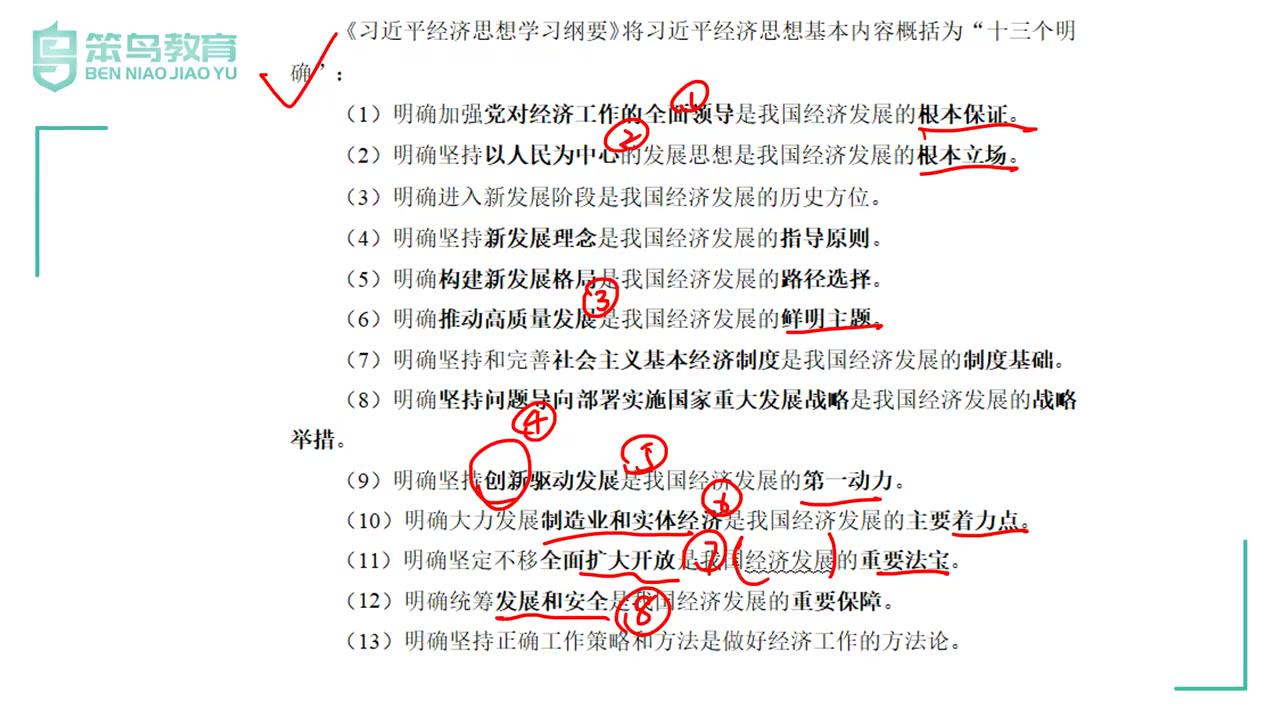 笨鸟教育
BEN NIAO JIAO YU
《习近平经济思想学习纲要》将习近平经济思想基本内容概括为“十三个明
确”：
①
（1）明确加强党对经济工作的全面领导是我国经济发展的根本保证。
②
（2）明确坚持以人民为中心的发展思想是我国经济发展的根本立场。
（3）明确进入新发展阶段是我国经济发展的历史方位。
（4）明确坚持新发展理念是我国经济发展的指导原则。
（5）明确构建新发展格局是我国经济发展的路径选择。
③
（6）明确推动高质量发展是我国经济发展的鲜明主题。
（7）明确坚持和完善社会主义基本经济制度是我国经济发展的制度基础。
（8）明确坚持问题导向部署实施国家重大发展战略是我国经济发展的战略
举措。
④
⑤
（9）明确坚持创新驱动发展是我国经济发展的第一动力。
⑥
（10）明确大力发展制造业和实体经济是我国经济发展的主要着力点。
⑦
（11）明确坚定不移全面扩大开放是我国经济发展的重要法宝。
（12）明确统筹发展和安全是我国经济发展的重要保障。
⑧
（13）明确坚持正确工作策略和方法是做好经济工作的方法论。